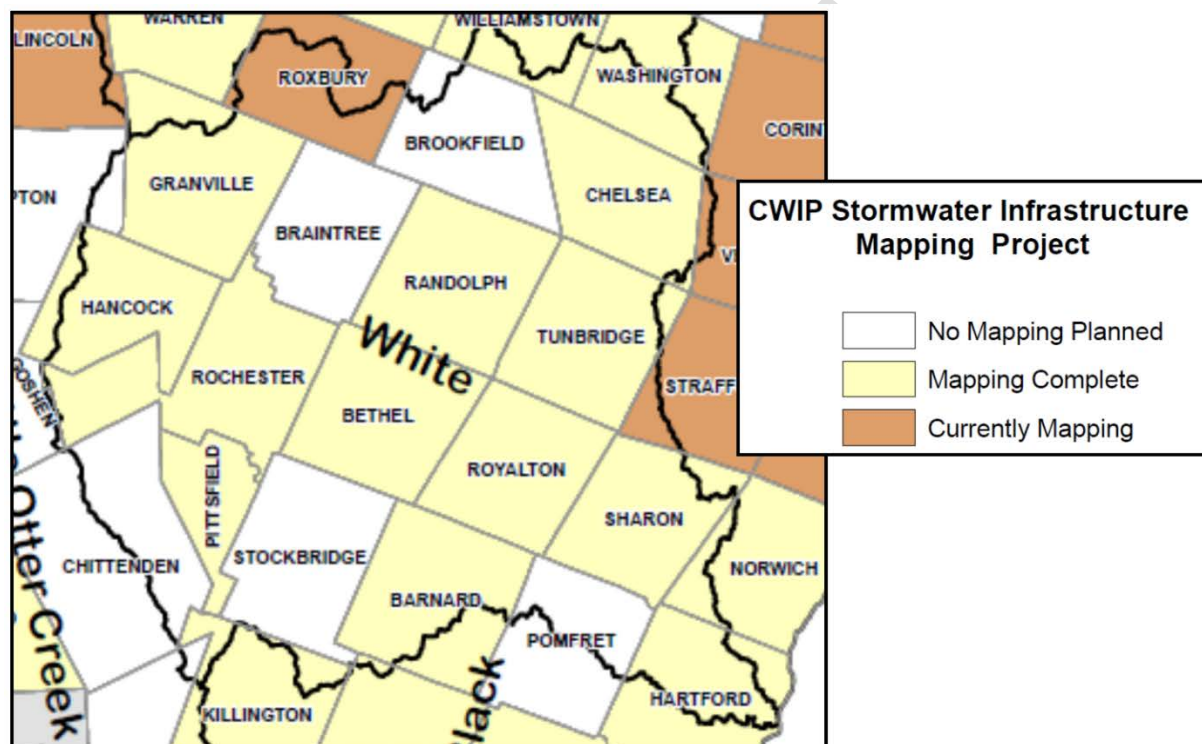 WARREN
WILLIAMSTOWN
LINCOLN
ROXBURY
WASHINGTON
BROOKFIELD
CORIN
GRANVILLE
CHELSEA
PTON
BRAINTREE
RANDOLPH
HANCOCK
TUNBRIDGE
White
ROCHESTER
GOSHEN
STRAFF
BETHEL
ROYALTON
PITTSFIELD
SHARON
STOCKBRIDGE
CHITTENDEN
NORWICH
BARNARD
POMFRET
Otter Creek
HARTFORD
KILLINGTON
lack
CWIP Stormwater Infrastructure
Mapping Project
No Mapping Planned
Mapping Complete
Currently Mapping